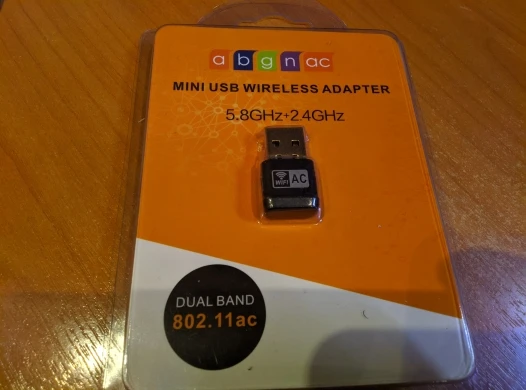 abgnac
MINI USB WIRELESS ADAPTER
5.8GHz+2.4GHz
WiFi AC
DUAL BAND
802.11ac